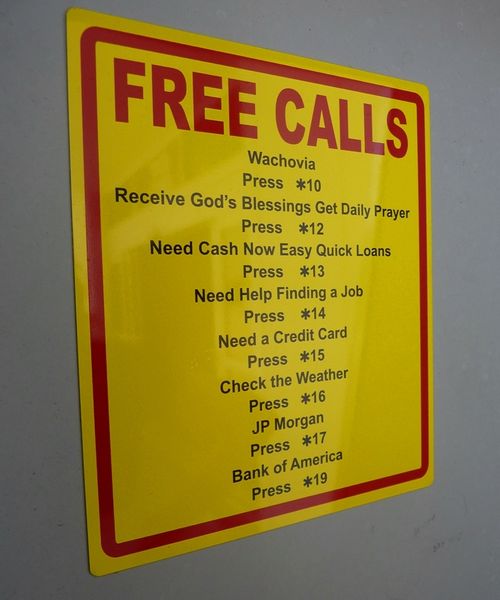 FREE CALLS
Wachovia
Press ✱10
Receive God's Blessings Get Daily Prayer
Press ✱12
Need Cash Now Easy Quick Loans
Press ✱13
Need Help Finding a Job
Press ✱14
Need a Credit Card
Press ✱15
Check the Weather
Press ✱16
JP Morgan
Press ✱17
Bank of America
Press ✱19